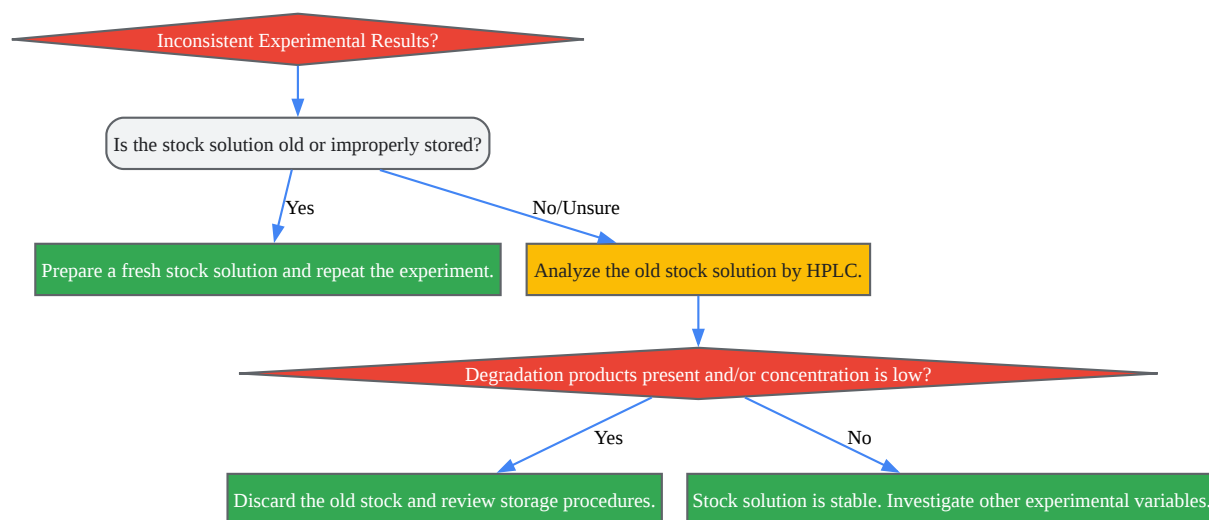 Inconsistent Experimental Results?
Is the stock solution old or improperly stored?
Yes
No/Unsure
Prepare a fresh stock solution and repeat the experiment.
Analyze the old stock solution by HPLC.
Degradation products present and/or concentration is low?
Yes
No
Discard the old stock and review storage procedures.
Stock solution is stable. Investigate other experimental variables.